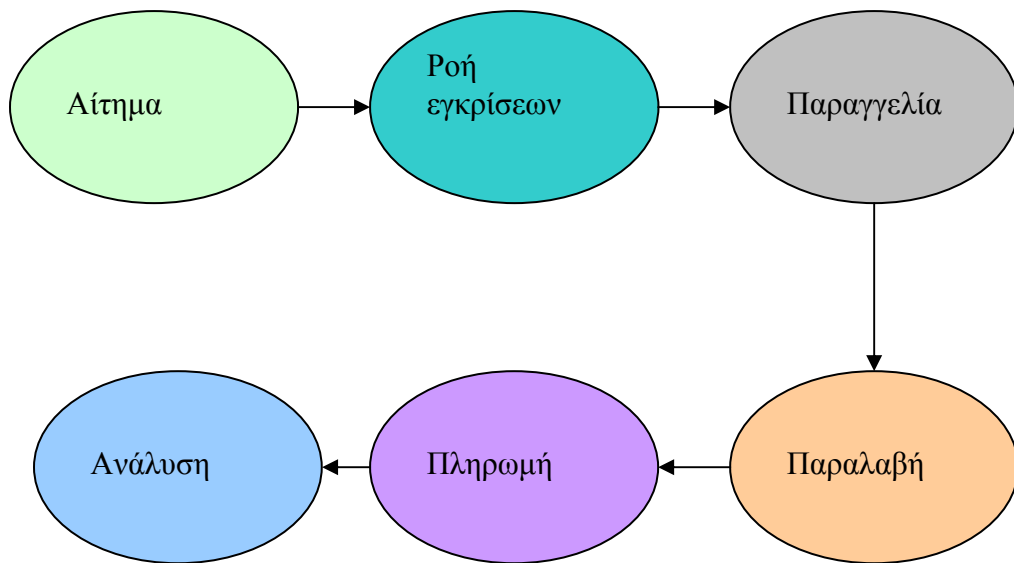 Αίτημα
Ροή
εγκρίσεων
Παραγγελία
Παραλαβή
Πληρωμή
Ανάλυση